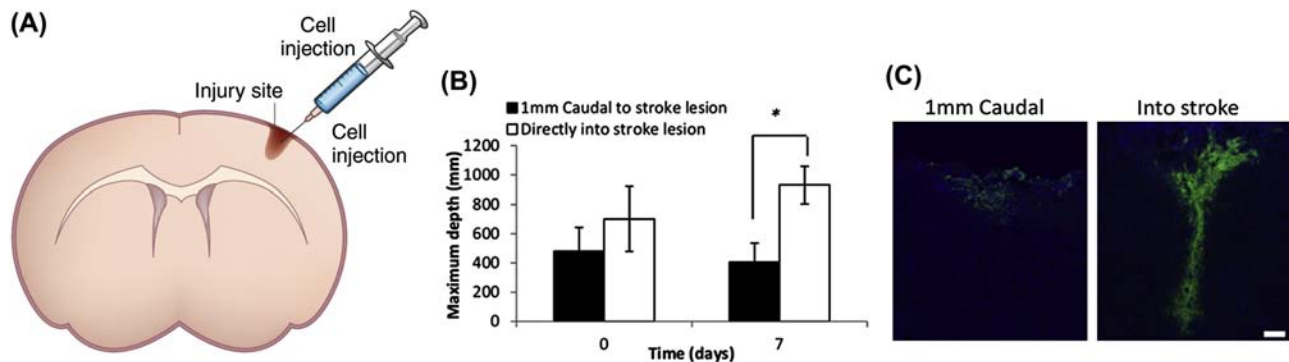 (A)
Cell
injection
Injury site
Cell
injection
(B)
1mm Caudal to stroke lesion
Directly into stroke lesion
*
1200
1000
800
600
400
200
0
Maximum depth (mm)
0
7
Time (days)
(C)
1mm Caudal
Into stroke